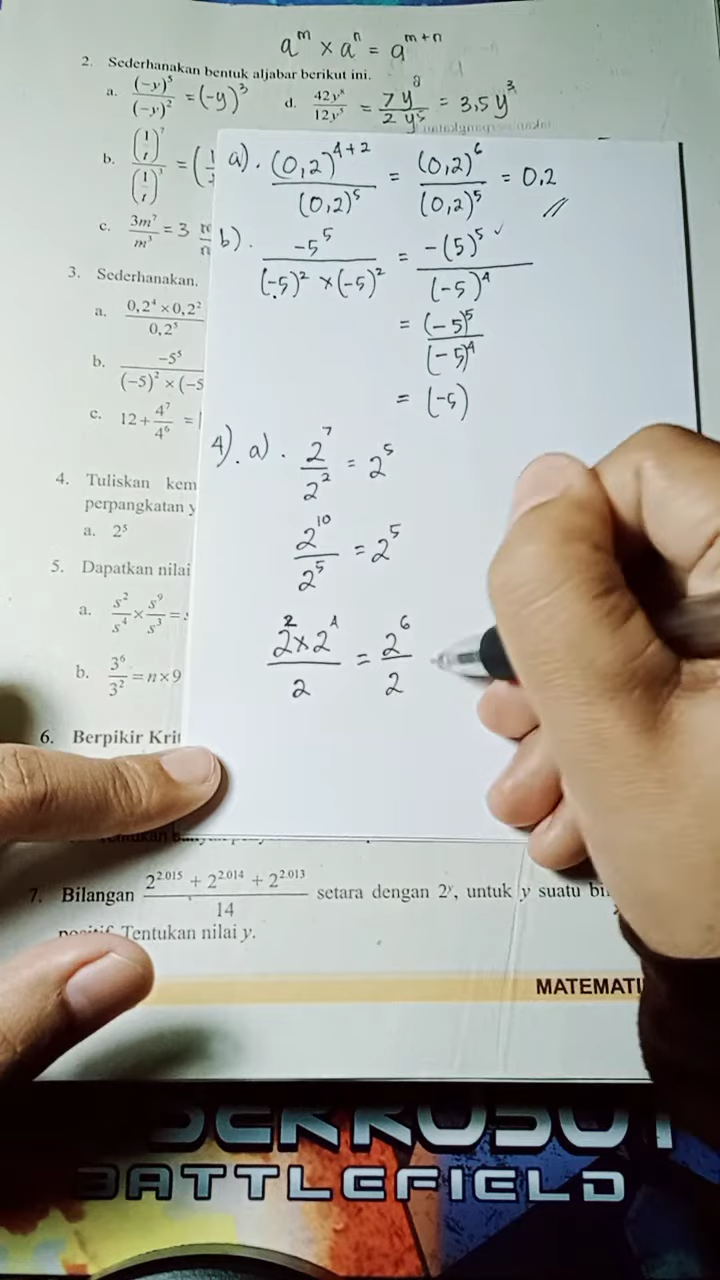 a^m × a^n = a^{m+n}
2. Sederhanakan bentuk aljabar berikut ini.
a. (-y)^5 / (-y)^2 = (-y)^3
d. 42y^8 / 12y^5 = 7y^8 / 2y^5 = 3,5y^3
b. (1/t)^7 / (1/t)^3 = (
c. 3m^7 / m^3 = 3
3. Sederhanakan.
a. 0,2^4 × 0,2^2 / 0,2^5
b. -5^5 / (-5)^2 × (-5
c. 12 + 4^7 / 4^6 =
4. Tuliskan kem
perpangkatan y
a. 2^5
5. Dapatkan nilai
a. s^2/s^4 × s^9/s^3 =
b. 3^6/3^2 = n × 9
6. Berpikir Krit
a). (0,2)^{4+2} / (0,2)^5 = (0,2)^6 / (0,2)^5 = 0,2 //
b). -5^5 / (-5)^2 × (-5)^2 = -(5)^5 / (-5)^4
= (-5)^5 / (-5)^4
= (-5)
4). a). 2^7 / 2^2 = 2^5
2^10 / 2^5 = 2^5
2^2 × 2^4 / 2 = 2^6 / 2
7. Bilangan 2^{2.015} + 2^{2.014} + 2^{2.013} / 14 setara dengan 2^y, untuk y suatu bi
Tentukan nilai y.
MATEMATI
BATTLEFIELD